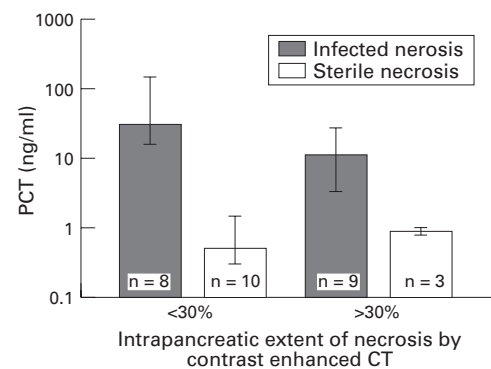 1000
100
10
1
0.1
PCT (ng/ml)
Infected nerosis
Sterile necrosis
n = 8
n = 10
n = 9
n = 3
<30%
>30%
Intrapancreatic extent of necrosis by
contrast enhanced CT